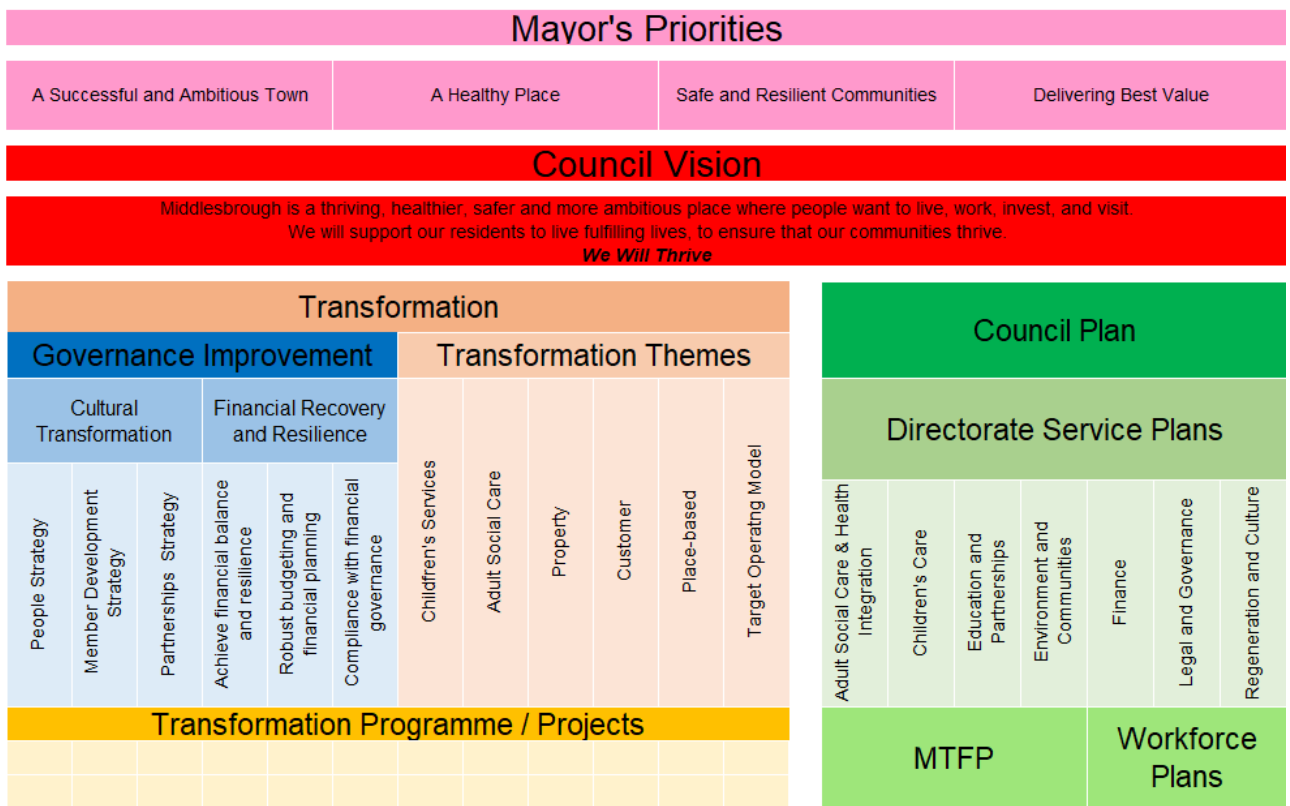 Mayor's Priorities
A Successful and Ambitious Town
A Healthy Place
Safe and Resilient Communities
Delivering Best Value
Council Vision
Middlesbrough is a thriving, healthier, safer and more ambitious place where people want to live, work, invest, and visit.
We will support our residents to live fulfilling lives, to ensure that our communities thrive.
We Will Thrive
Transformation
Governance Improvement
Transformation Themes
Cultural
Transformation
Financial Recovery
and Resilience
People Strategy
Member Development
Strategy
Partnerships Strategy
Achieve financial balance
and resilience
Robust budgeting and
financial planning
Compliance with financial
governance
Childfren's Services
Adult Social Care
Property
Customer
Place-based
Target Operatng Model
Transformation Programme / Projects
Council Plan
Directorate Service Plans
Adult Social Care & Health
Integration
Children's Care
Education and
Partnerships
Environment and
Communities
Finance
Legal and Governance
Regeneration and Culture
MTFP
Workforce
Plans